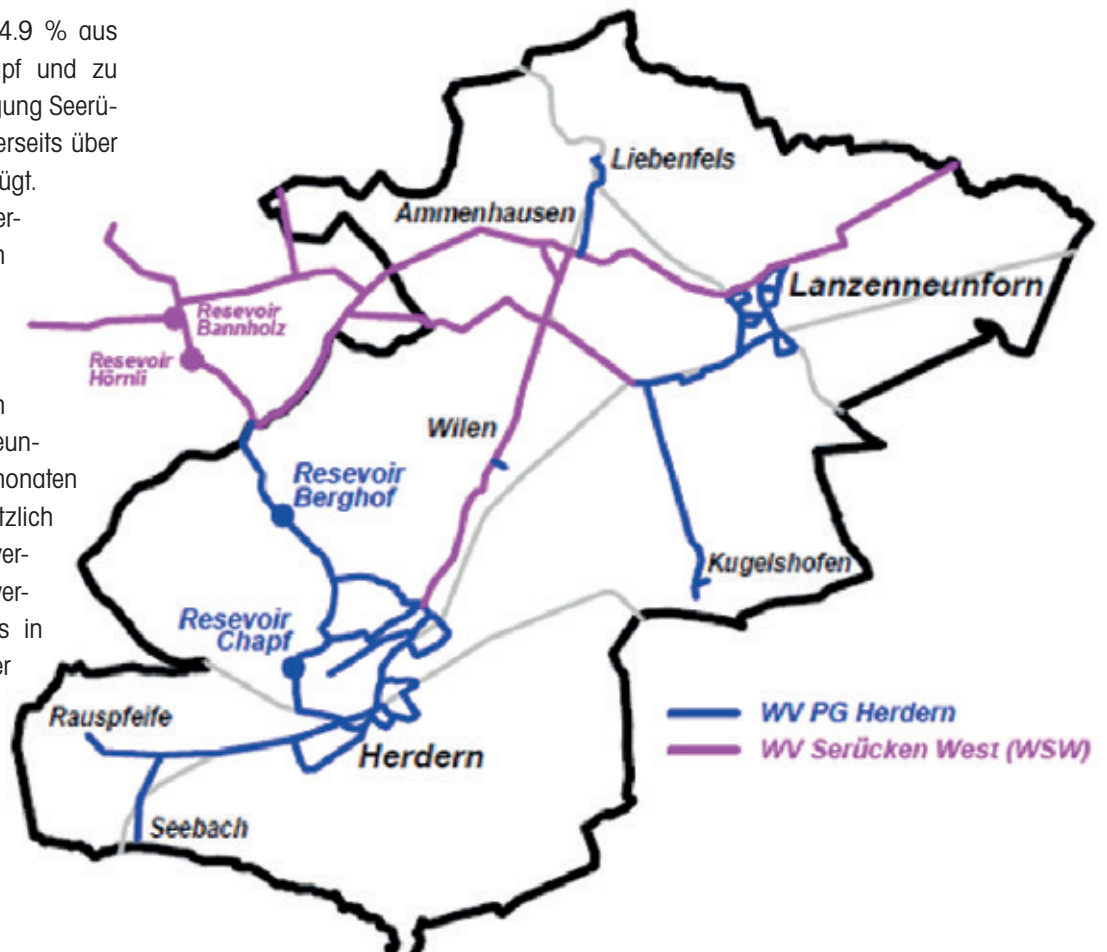 4.9 % aus
pf und zu
gung Seerü-
erseits über
ügt.
er-
n
n
eun-
monaten
tzlich
ver-
ver-
s in
er
Liebenfels
Ammenhausen
Lanzenneunforn
Resevoir
Bannholz
Resevoir
Hörnli
Wilen
Resevoir
Berghof
Kugelshofen
Resevoir
Chapf
Rauspfeife
Herdern
Seebach
WV PG Herdern
WV Serücken West (WSW)